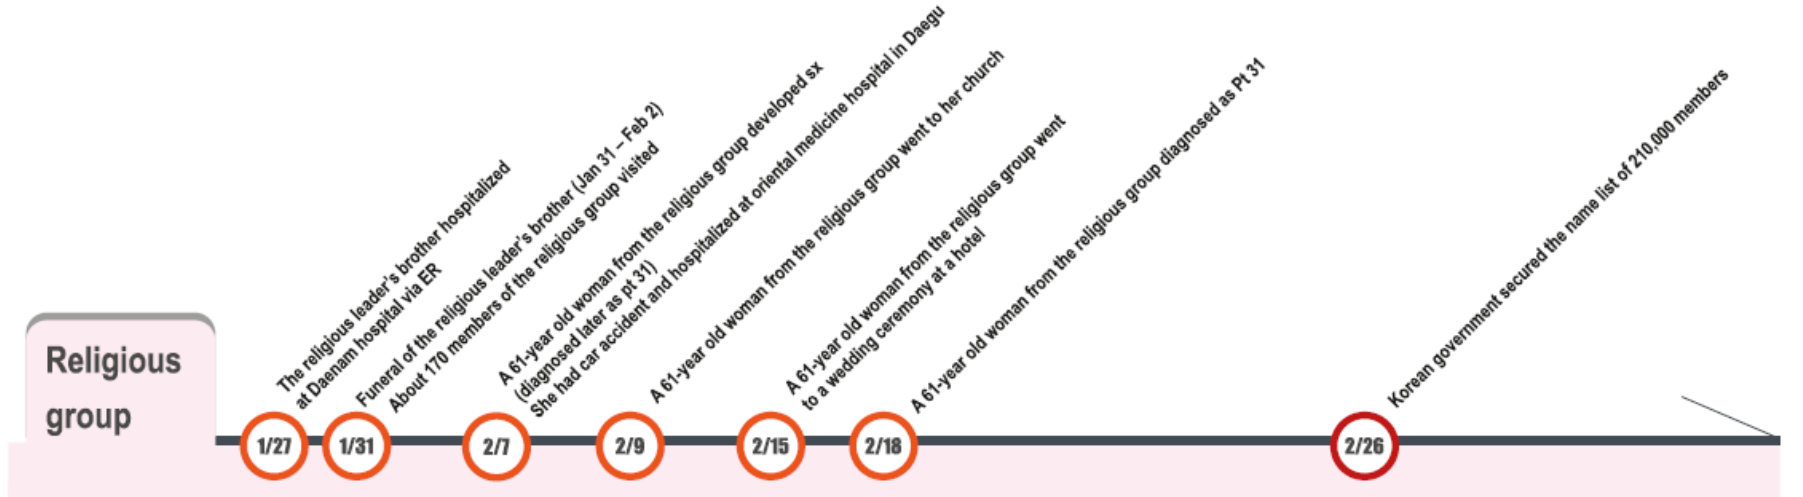 Religious
group
1/27
The religious leader's brother hospitalized
at Daenam hospital via ER
1/31
Funeral of the religious leader's brother (Jan 31 – Feb 2)
About 170 members of the religious group visited
2/7
A 61-year old woman from the religious group developed sx
(diagnosed later as pt 31)
She had car accident and hospitalized at oriental medicine hospital in Daegu
2/9
A 61-year old woman from the religious group went to her church
2/15
A 61-year old woman from the religious group went
to a wedding ceremony at a hotel
2/18
A 61-year old woman from the religious group diagnosed as Pt 31
2/26
Korean government secured the name list of 210,000 members